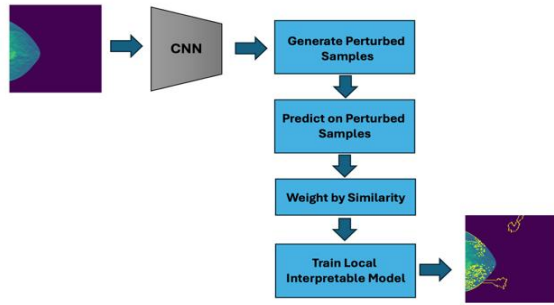 CNN
Generate Perturbed
Samples
Predict on Perturbed
Samples
Weight by Similarity
Train Local
Interpretable Model